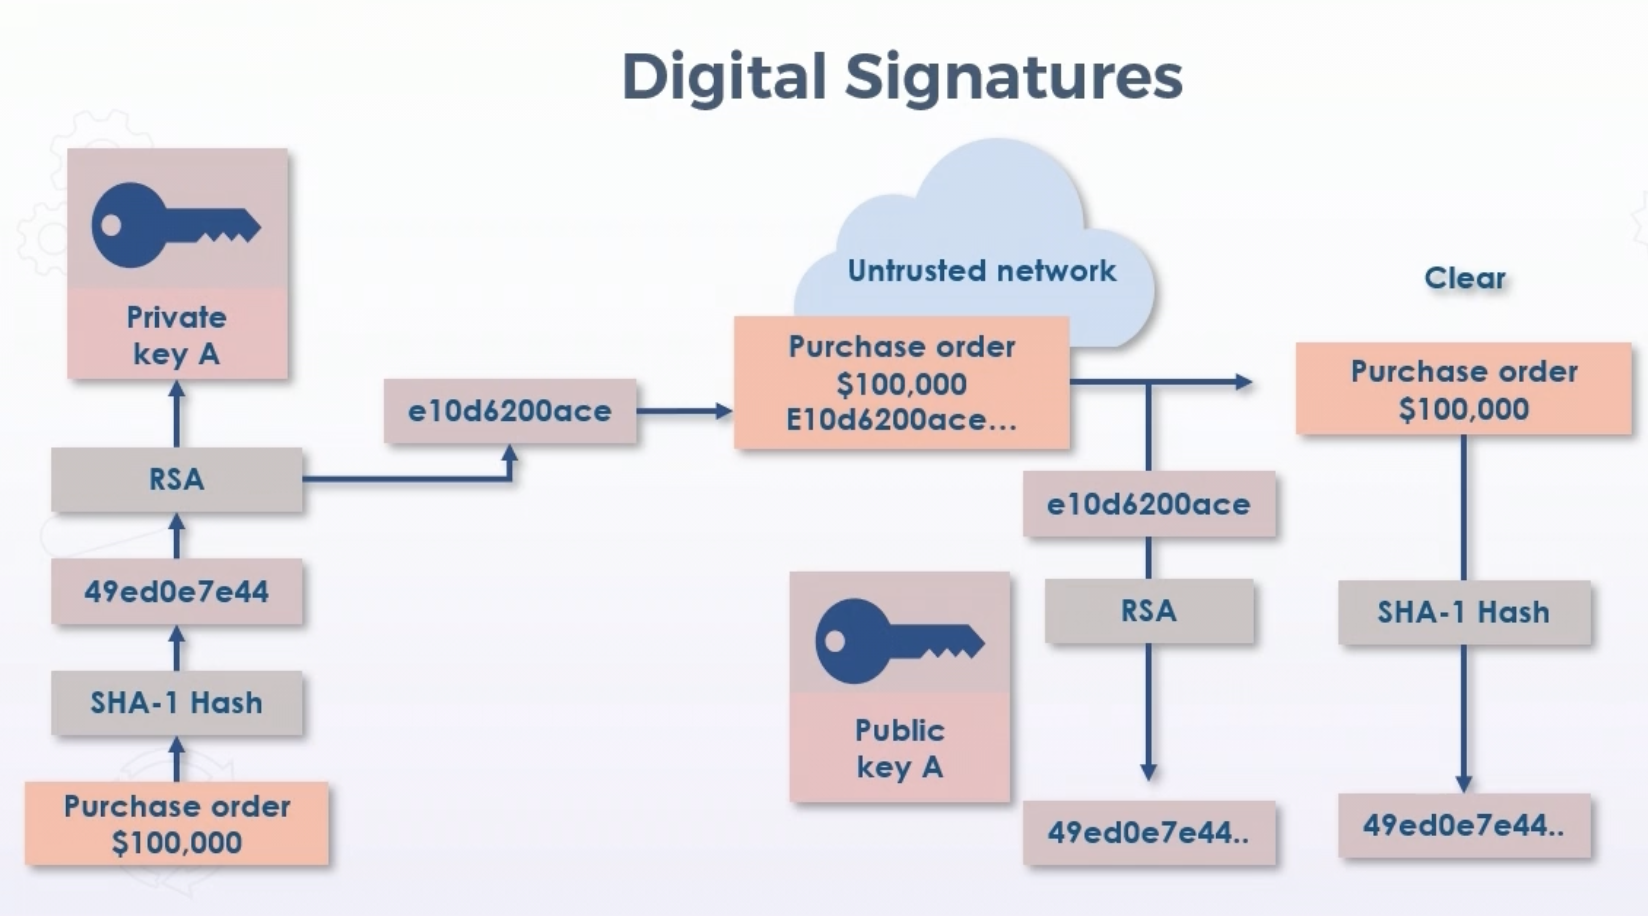 Digital Signatures
Private
key A
RSA
49ed0e7e44
SHA-1 Hash
Purchase order
$100,000
e10d6200ace
Untrusted network
Purchase order
$100,000
E10d6200ace...
e10d6200ace
RSA
Public
key A
49ed0e7e44..
Clear
Purchase order
$100,000
SHA-1 Hash
49ed0e7e44..